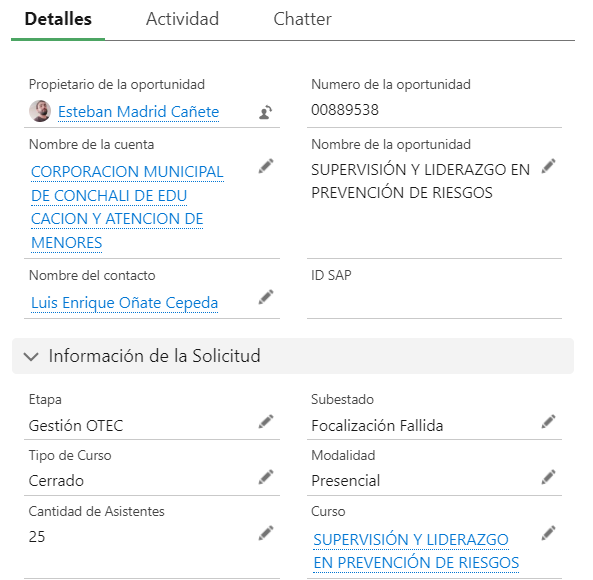 Detalles Actividad Chatter
Propietario de la oportunidad
Esteban Madrid Cañete
Numero de la oportunidad
00889538
Nombre de la cuenta
CORPORACION MUNICIPAL
DE CONCHALI DE EDU
CACION Y ATENCION DE
MENORES
Nombre de la oportunidad
SUPERVISIÓN Y LIDERAZGO EN
PREVENCIÓN DE RIESGOS
Nombre del contacto
Luis Enrique Oñate Cepeda
ID SAP
Información de la Solicitud
Etapa
Gestión OTEC
Subestado
Focalización Fallida
Tipo de Curso
Cerrado
Modalidad
Presencial
Cantidad de Asistentes
25
Curso
SUPERVISIÓN Y LIDERAZGO
EN PREVENCIÓN DE RIESGOS